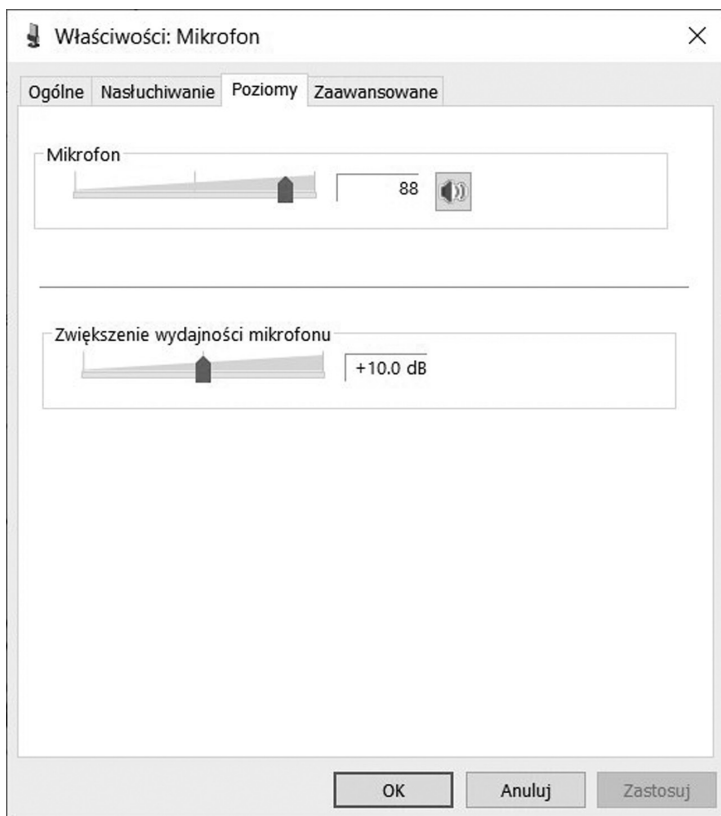 Właściwości: Mikrofon
Ogólne Nasłuchiwanie Poziomy Zaawansowane
Mikrofon
88
Zwiększenie wydajności mikrofonu
+10.0 dB
OK Anuluj Zastosuj